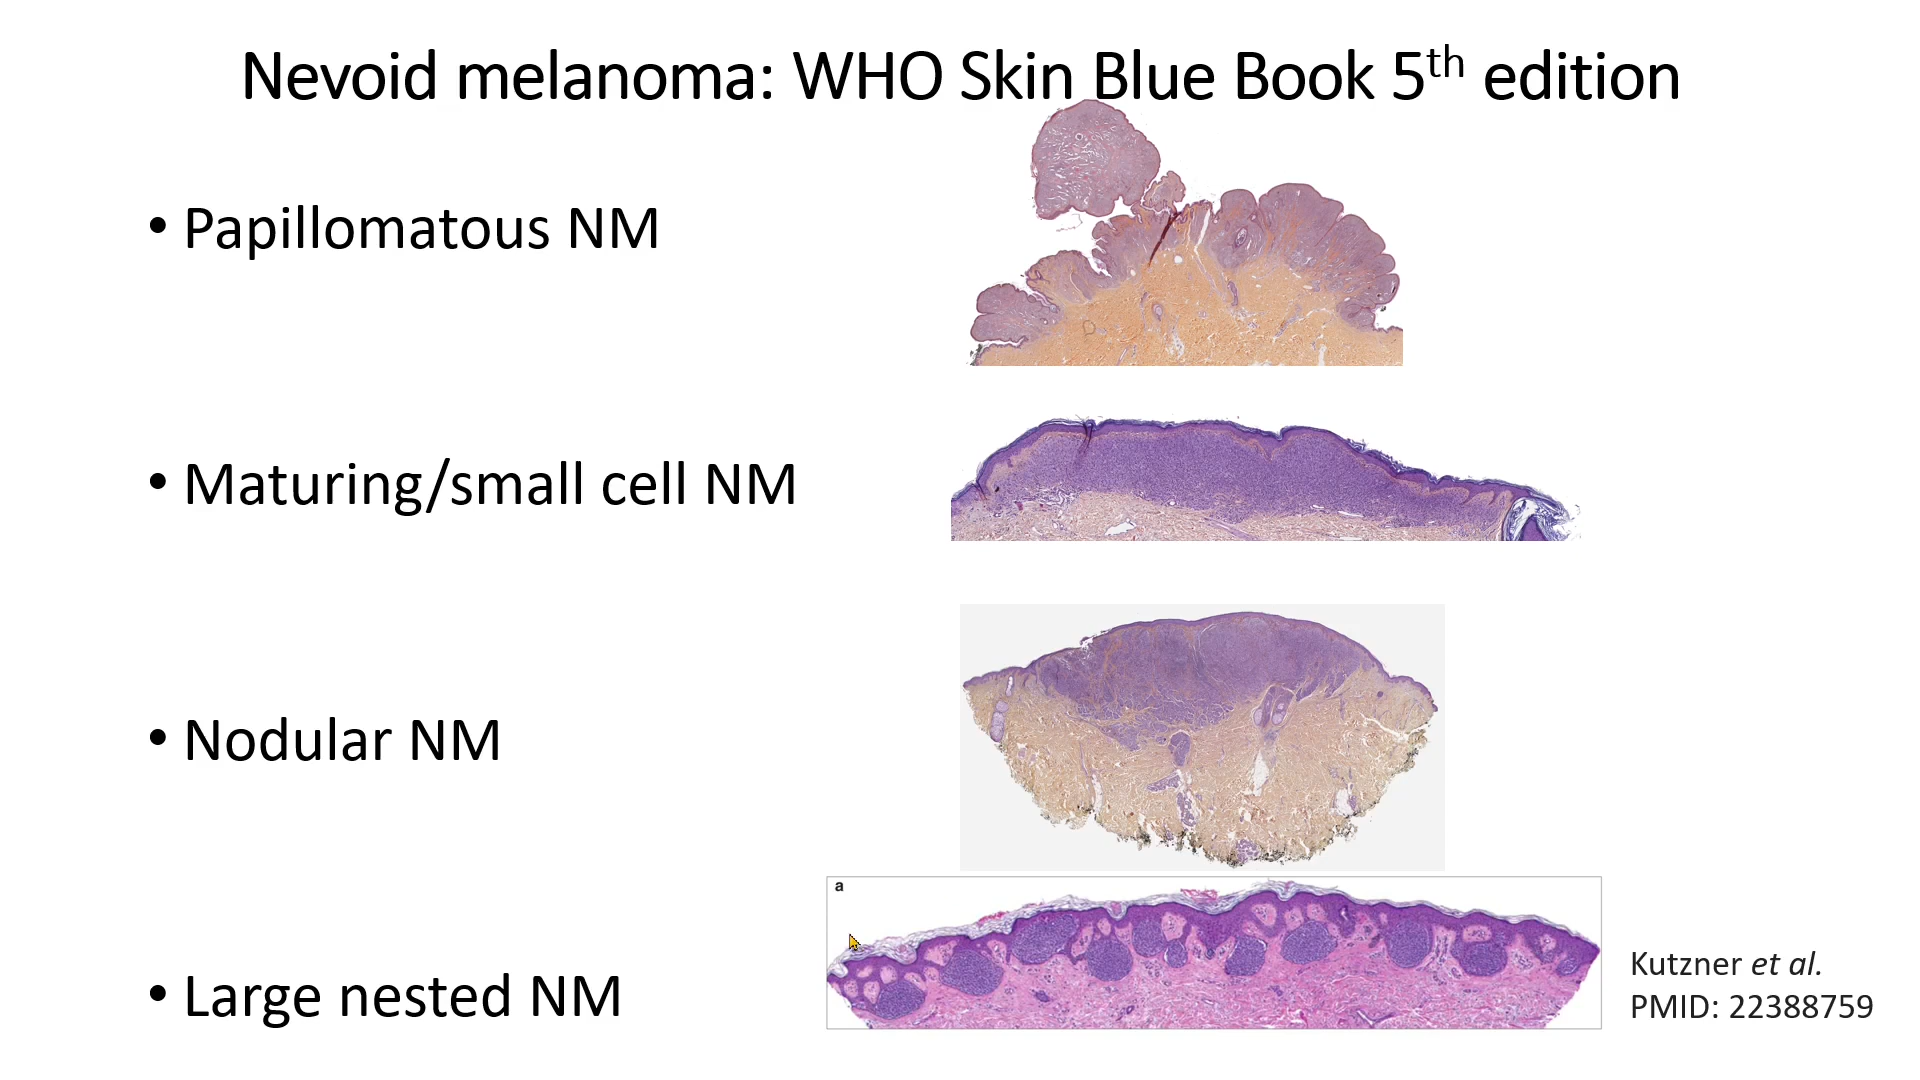 Nevoid melanoma: WHO Skin Blue Book 5th edition
• Papillomatous NM
• Maturing/small cell NM
• Nodular NM
a
• Large nested NM
Kutzner et al.
PMID: 22388759